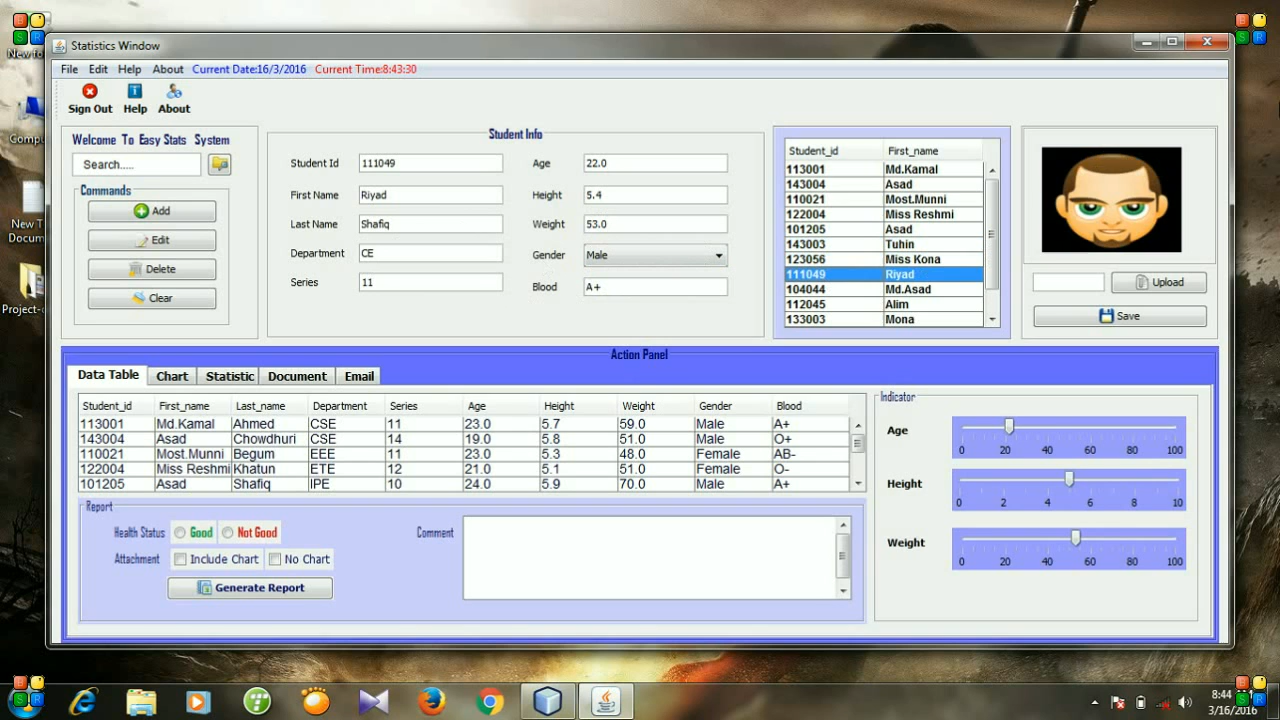 Statistics Window
File Edit Help About Current Date:16/3/2016 Current Time:8:43:30
Sign Out Help About
Welcome To Easy Stats System
Search.....
Commands
Add
Edit
Delete
Clear
Student Info
Student Id 111049 Age 22.0
First Name Riyad Height 5.4
Last Name Shafiq Weight 53.0
Department CE Gender Male
Series 11 Blood A+
Student_id First_name
113001 Md.Kamal
143004 Asad
110021 Most.Munni
122004 Miss Reshmi
101205 Asad
143003 Tuhin
123056 Miss Kona
111049 Riyad
104044 Md.Asad
112045 Alim
133003 Mona
Upload
Save
Action Panel
Data Table Chart Statistic Document Email
Student_id First_name Last_name Department Series Age Height Weight Gender Blood
113001 Md.Kamal Ahmed CSE 11 23.0 5.7 59.0 Male A+
143004 Asad Chowdhuri CSE 14 19.0 5.8 51.0 Male O+
110021 Most.Munni Begum EEE 11 23.0 5.3 48.0 Female AB-
122004 Miss Reshmi Khatun ETE 12 21.0 5.1 51.0 Female O-
101205 Asad Shafiq IPE 10 24.0 5.9 70.0 Male A+
Report
Health Status Good Not Good
Attachment Include Chart No Chart
Generate Report
Comment
Indicator
Age
0 20 40 60 80 100
Height
0 2 4 6 8 10
Weight
0 20 40 60 80 100
B
S R
B
S R
New
Comp
New T
Docum
Project-
B
S R
B
S R
8:44
3/16/2016